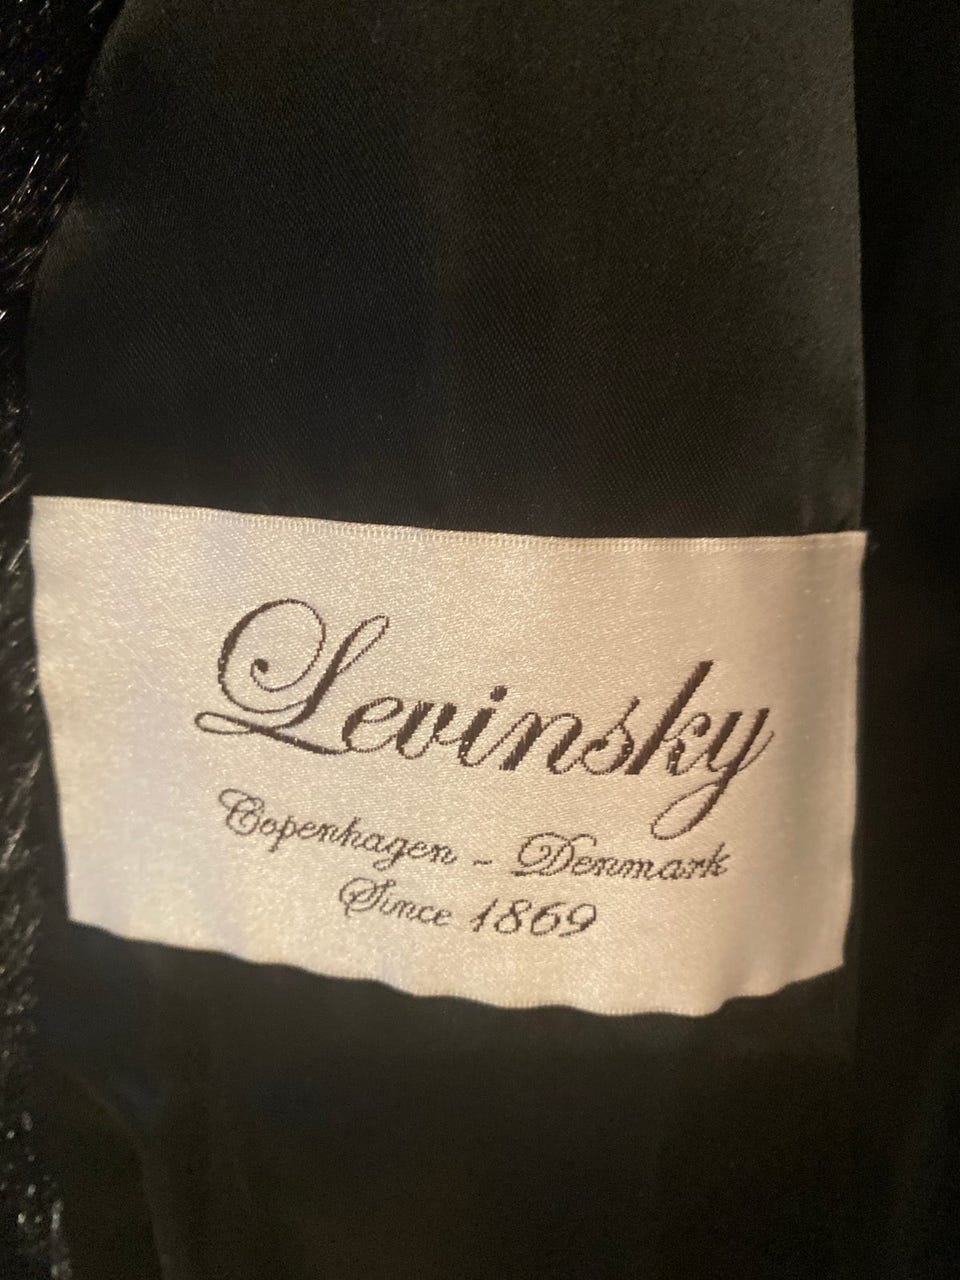 Levinsky
Copenhagen - Denmark
Since 1869